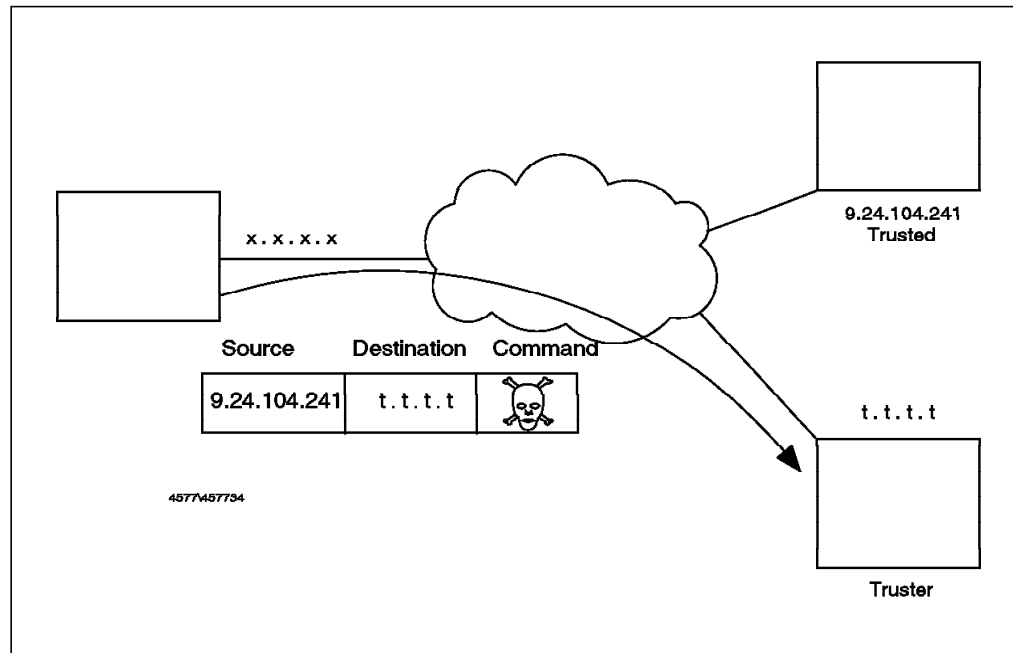 9.24.104.241
Trusted
x.x.x.x
Source Destination Command
9.24.104.241 t.t.t.t
t.t.t.t
4577\457734
Truster